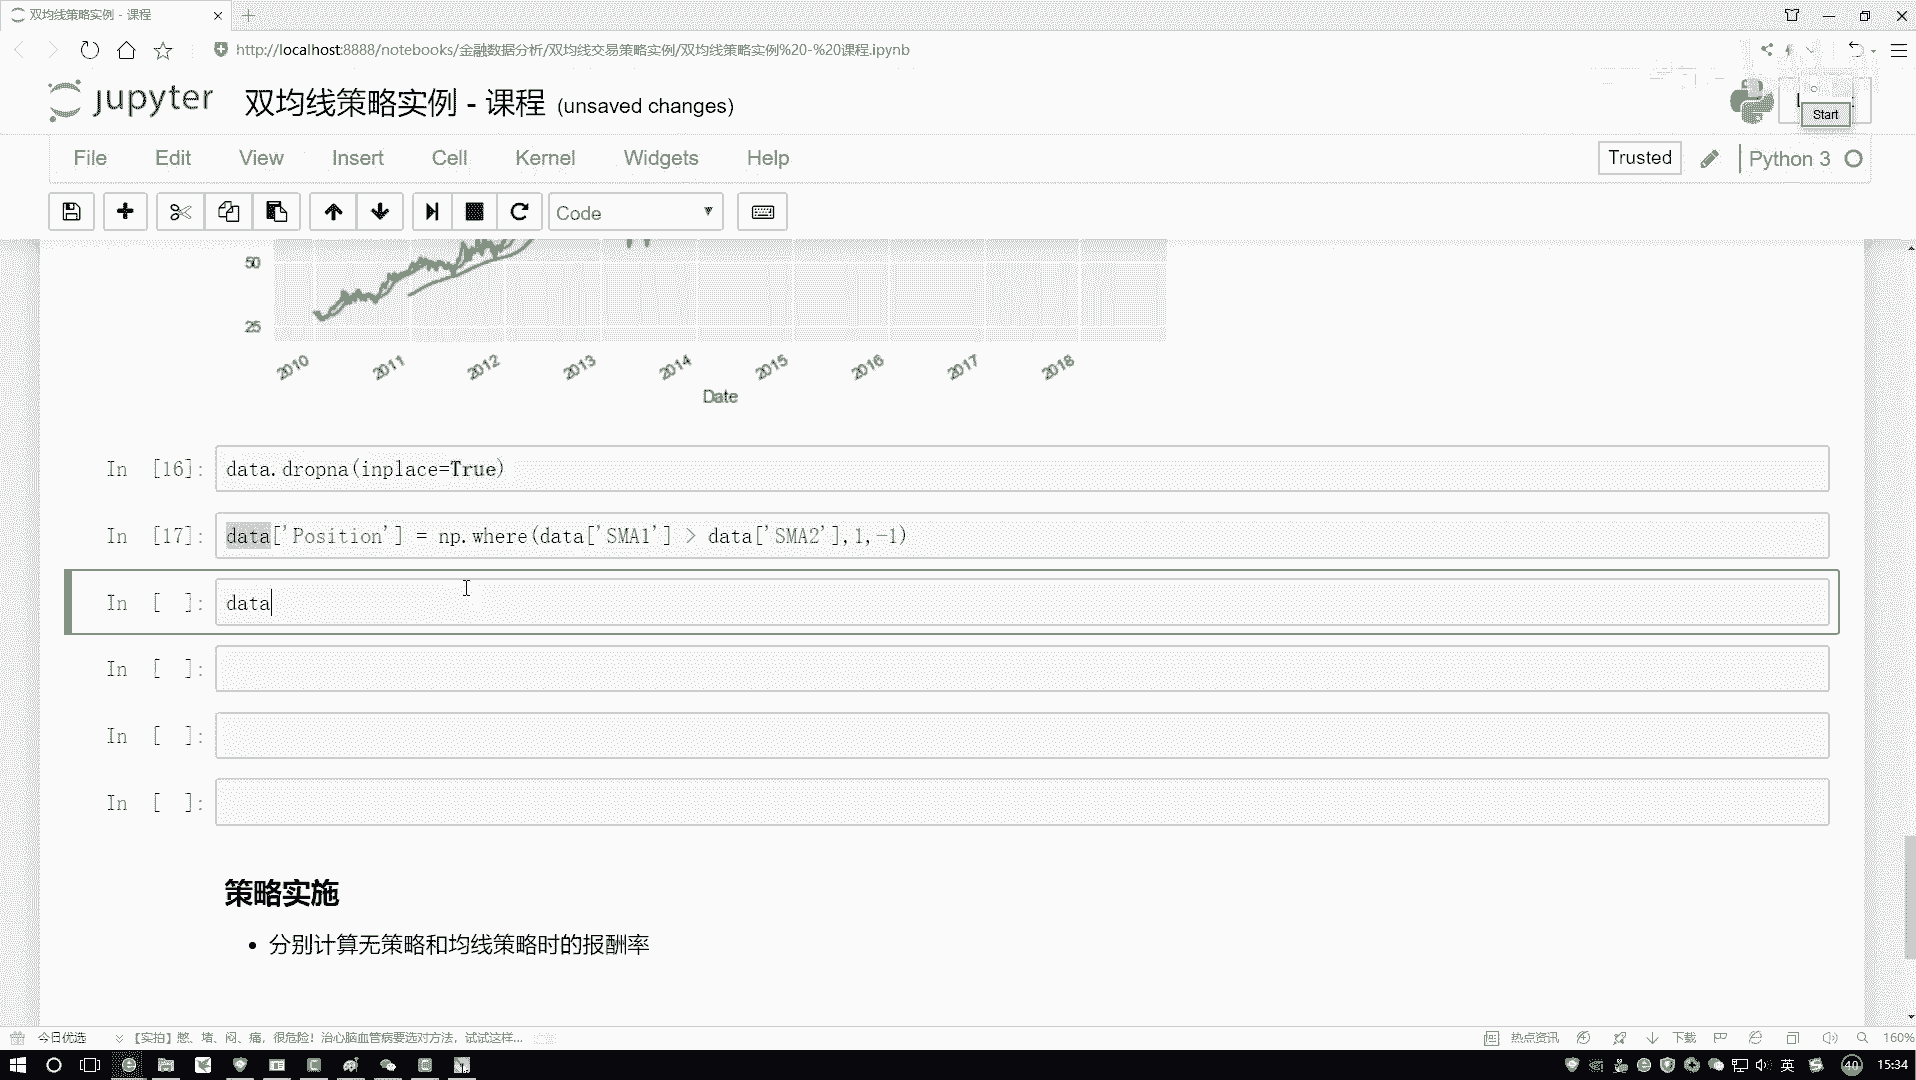 双均线策略实例 - 课程
http://localhost:8888/notebooks/金融数据分析/双均线交易策略实例/双均线策略实例%20-%20课程.ipynb
jupyter 双均线策略实例 - 课程 (unsaved changes)
Start
File Edit View Insert Cell Kernel Widgets Help
Trusted Python 3
Code
50
25
2010 2011 2012 2013 2014 2015 2016 2017 2018
Date
In [16]: data.dropna(inplace=True)
In [17]: data['Position'] = np.where(data['SMA1'] > data['SMA2'],1,-1)
In [ ]: data
In [ ]:
In [ ]:
In [ ]:
策略实施
• 分别计算无策略和均线策略时的报酬率
今日优选 【实拍】憋、堵、闷、痛，很危险！治心脑血管病要选对方法，试试这样... 热点资讯 下载 160%
英 40 15:34